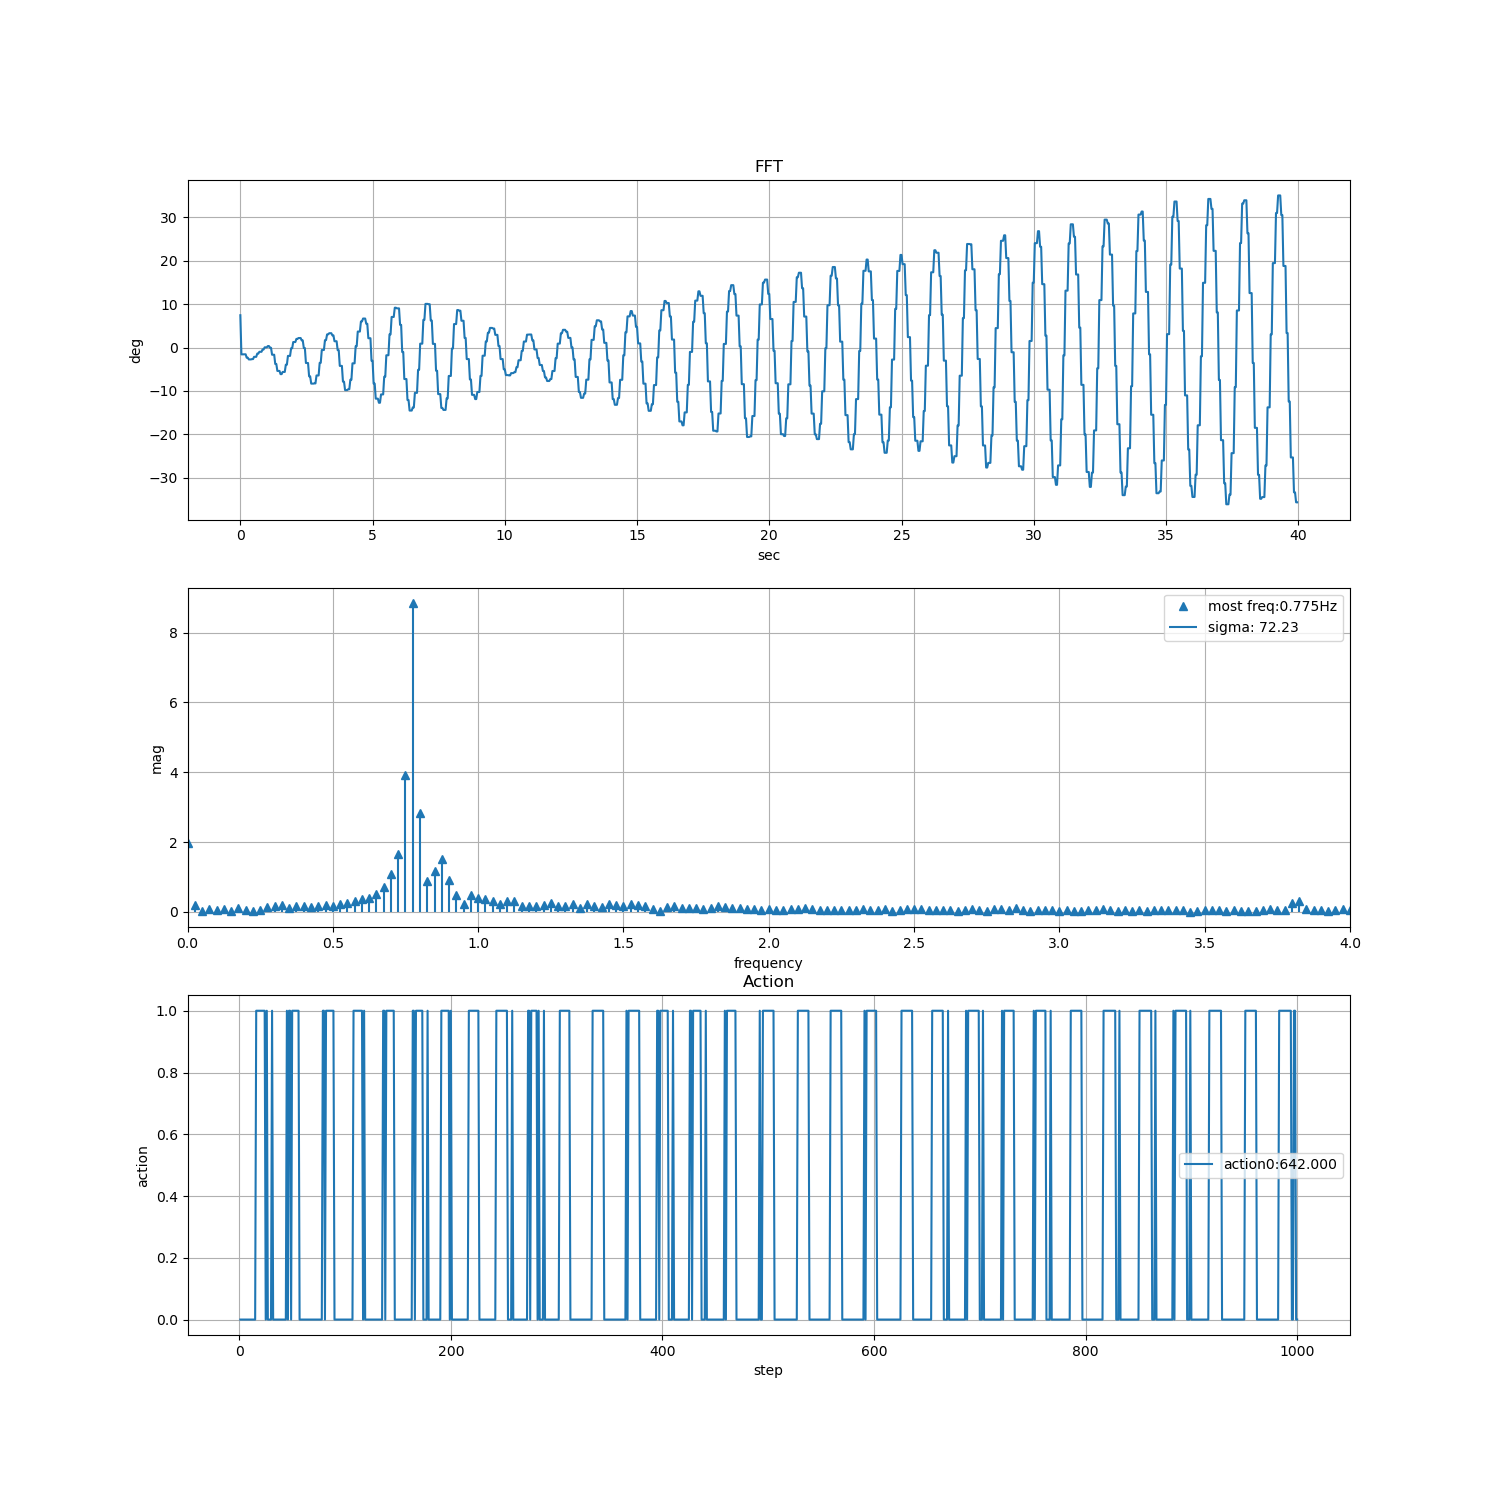 FFT
30
20
10
0
−10
−20
−30
deg
0 5 10 15 20 25 30 35 40
sec
most freq:0.775Hz
sigma: 72.23
8
6
4
2
0
mag
0.0 0.5 1.0 1.5 2.0 2.5 3.0 3.5 4.0
frequency
Action
1.0
0.8
0.6
0.4
0.2
0.0
action
action0:642.000
0 200 400 600 800 1000
step